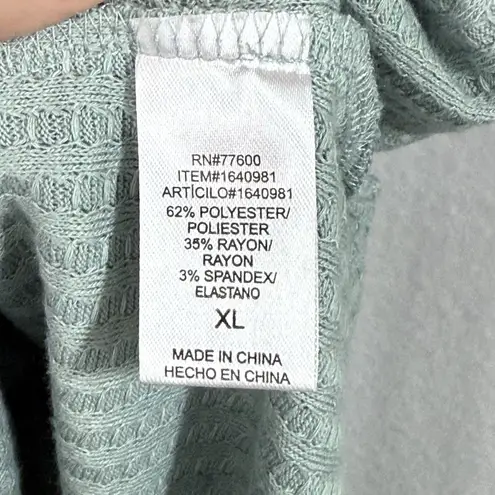 RN#77600
ITEM#1640981
ARTÍCILO#1640981
62% POLYESTER/
POLIESTER
35% RAYON/
RAYON
3% SPANDEX/
ELASTANO
XL
MADE IN CHINA
HECHO EN CHINA